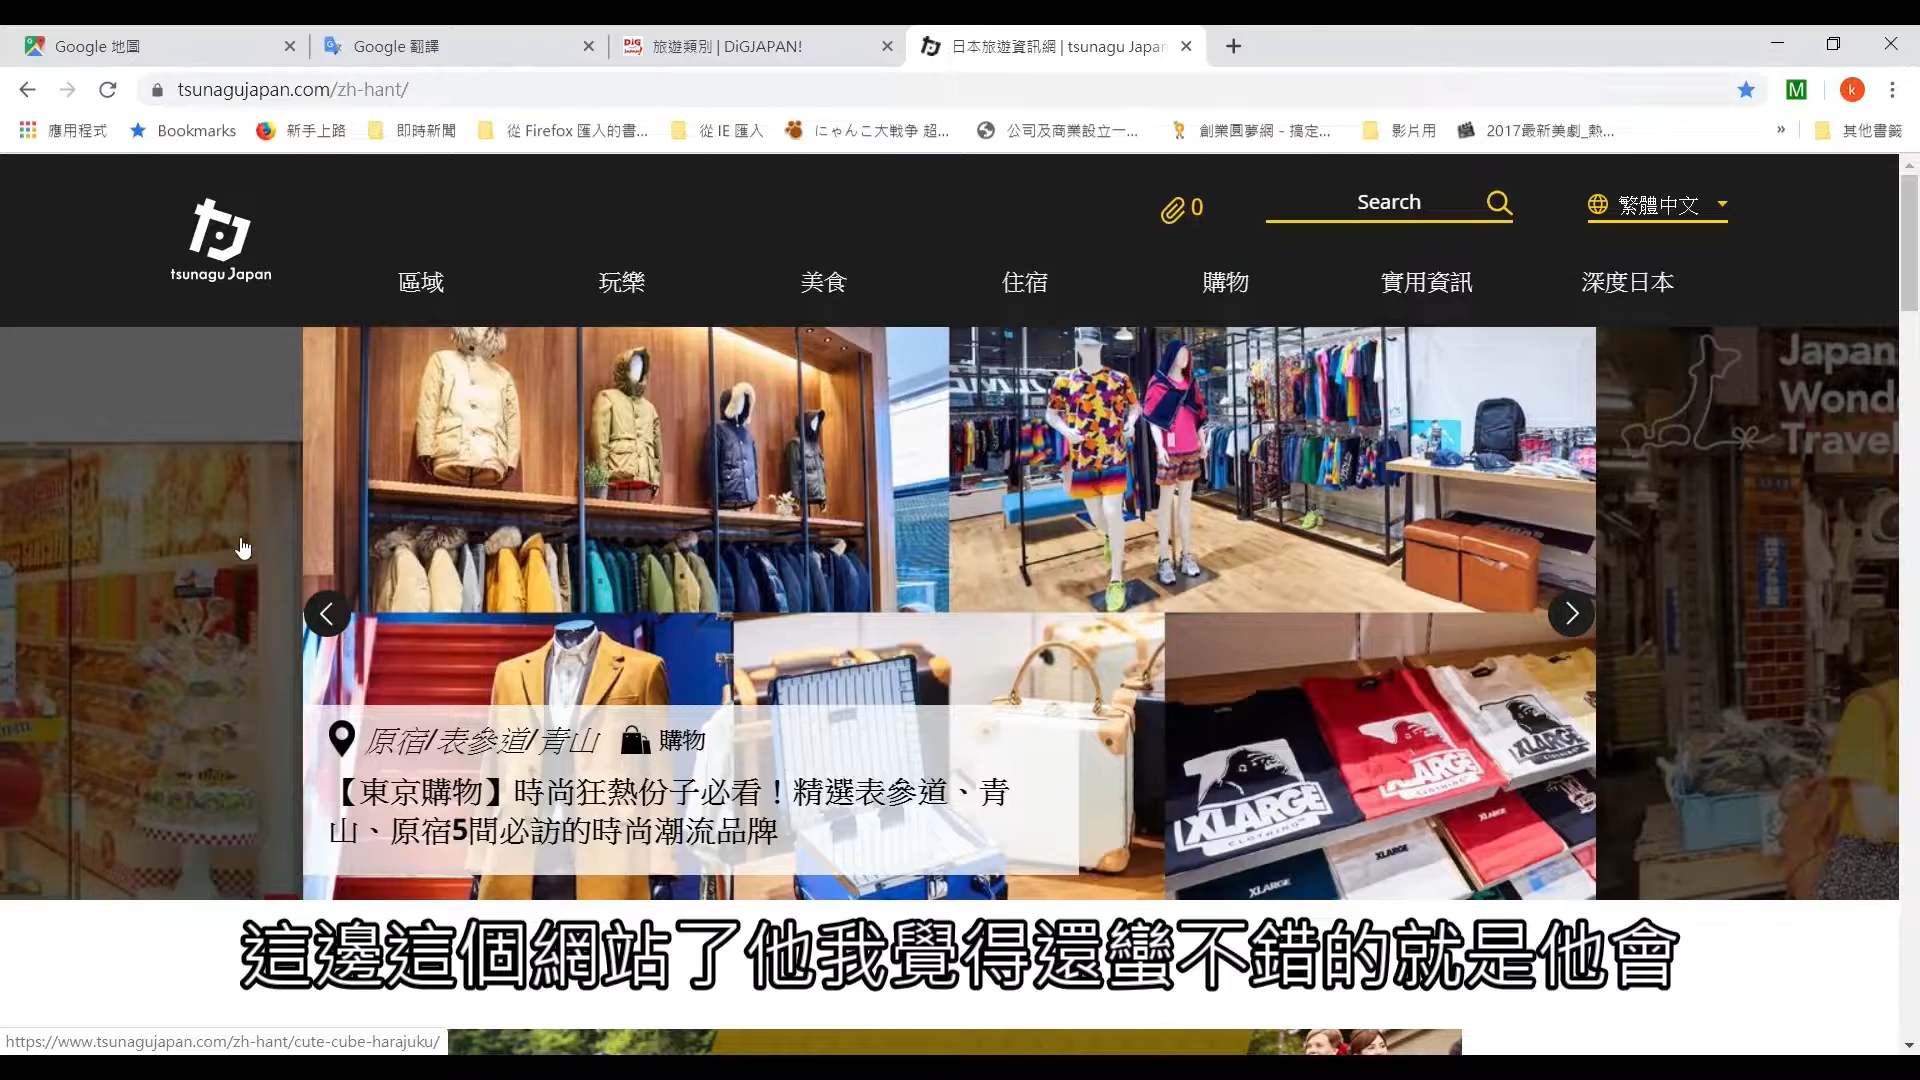 Google 地圖
Google 翻譯
旅遊類別 | DiGJAPAN!
日本旅遊資訊網 | tsunagu Japan
tsunagujapan.com/zh-hant/
應用程式
Bookmarks
新手上路
即時新聞
從 Firefox 匯入的書...
從 IE 匯入
にゃんこ大戦争 超...
公司及商業設立一...
創業圓夢網 - 搞定...
影片用
2017最新美劇_熱...
»
其他書籤
tsunagu Japan
0
Search
繁體中文
區域
玩樂
美食
住宿
購物
實用資訊
深度日本
Japan
Wond
Travel
原宿/表參道/青山
購物
【東京購物】時尚狂熱份子必看！精選表參道、青
山、原宿5間必訪的時尚潮流品牌
XLARGE
CLOTHING
XLARGE
XLARGE
XLARGE
XLARGE
這邊這個網站了他我覺得還蠻不錯的就是他會
https://www.tsunagujapan.com/zh-hant/cute-cube-harajuku/